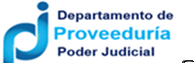 Departamento de
Proveeduría
Poder Judicial